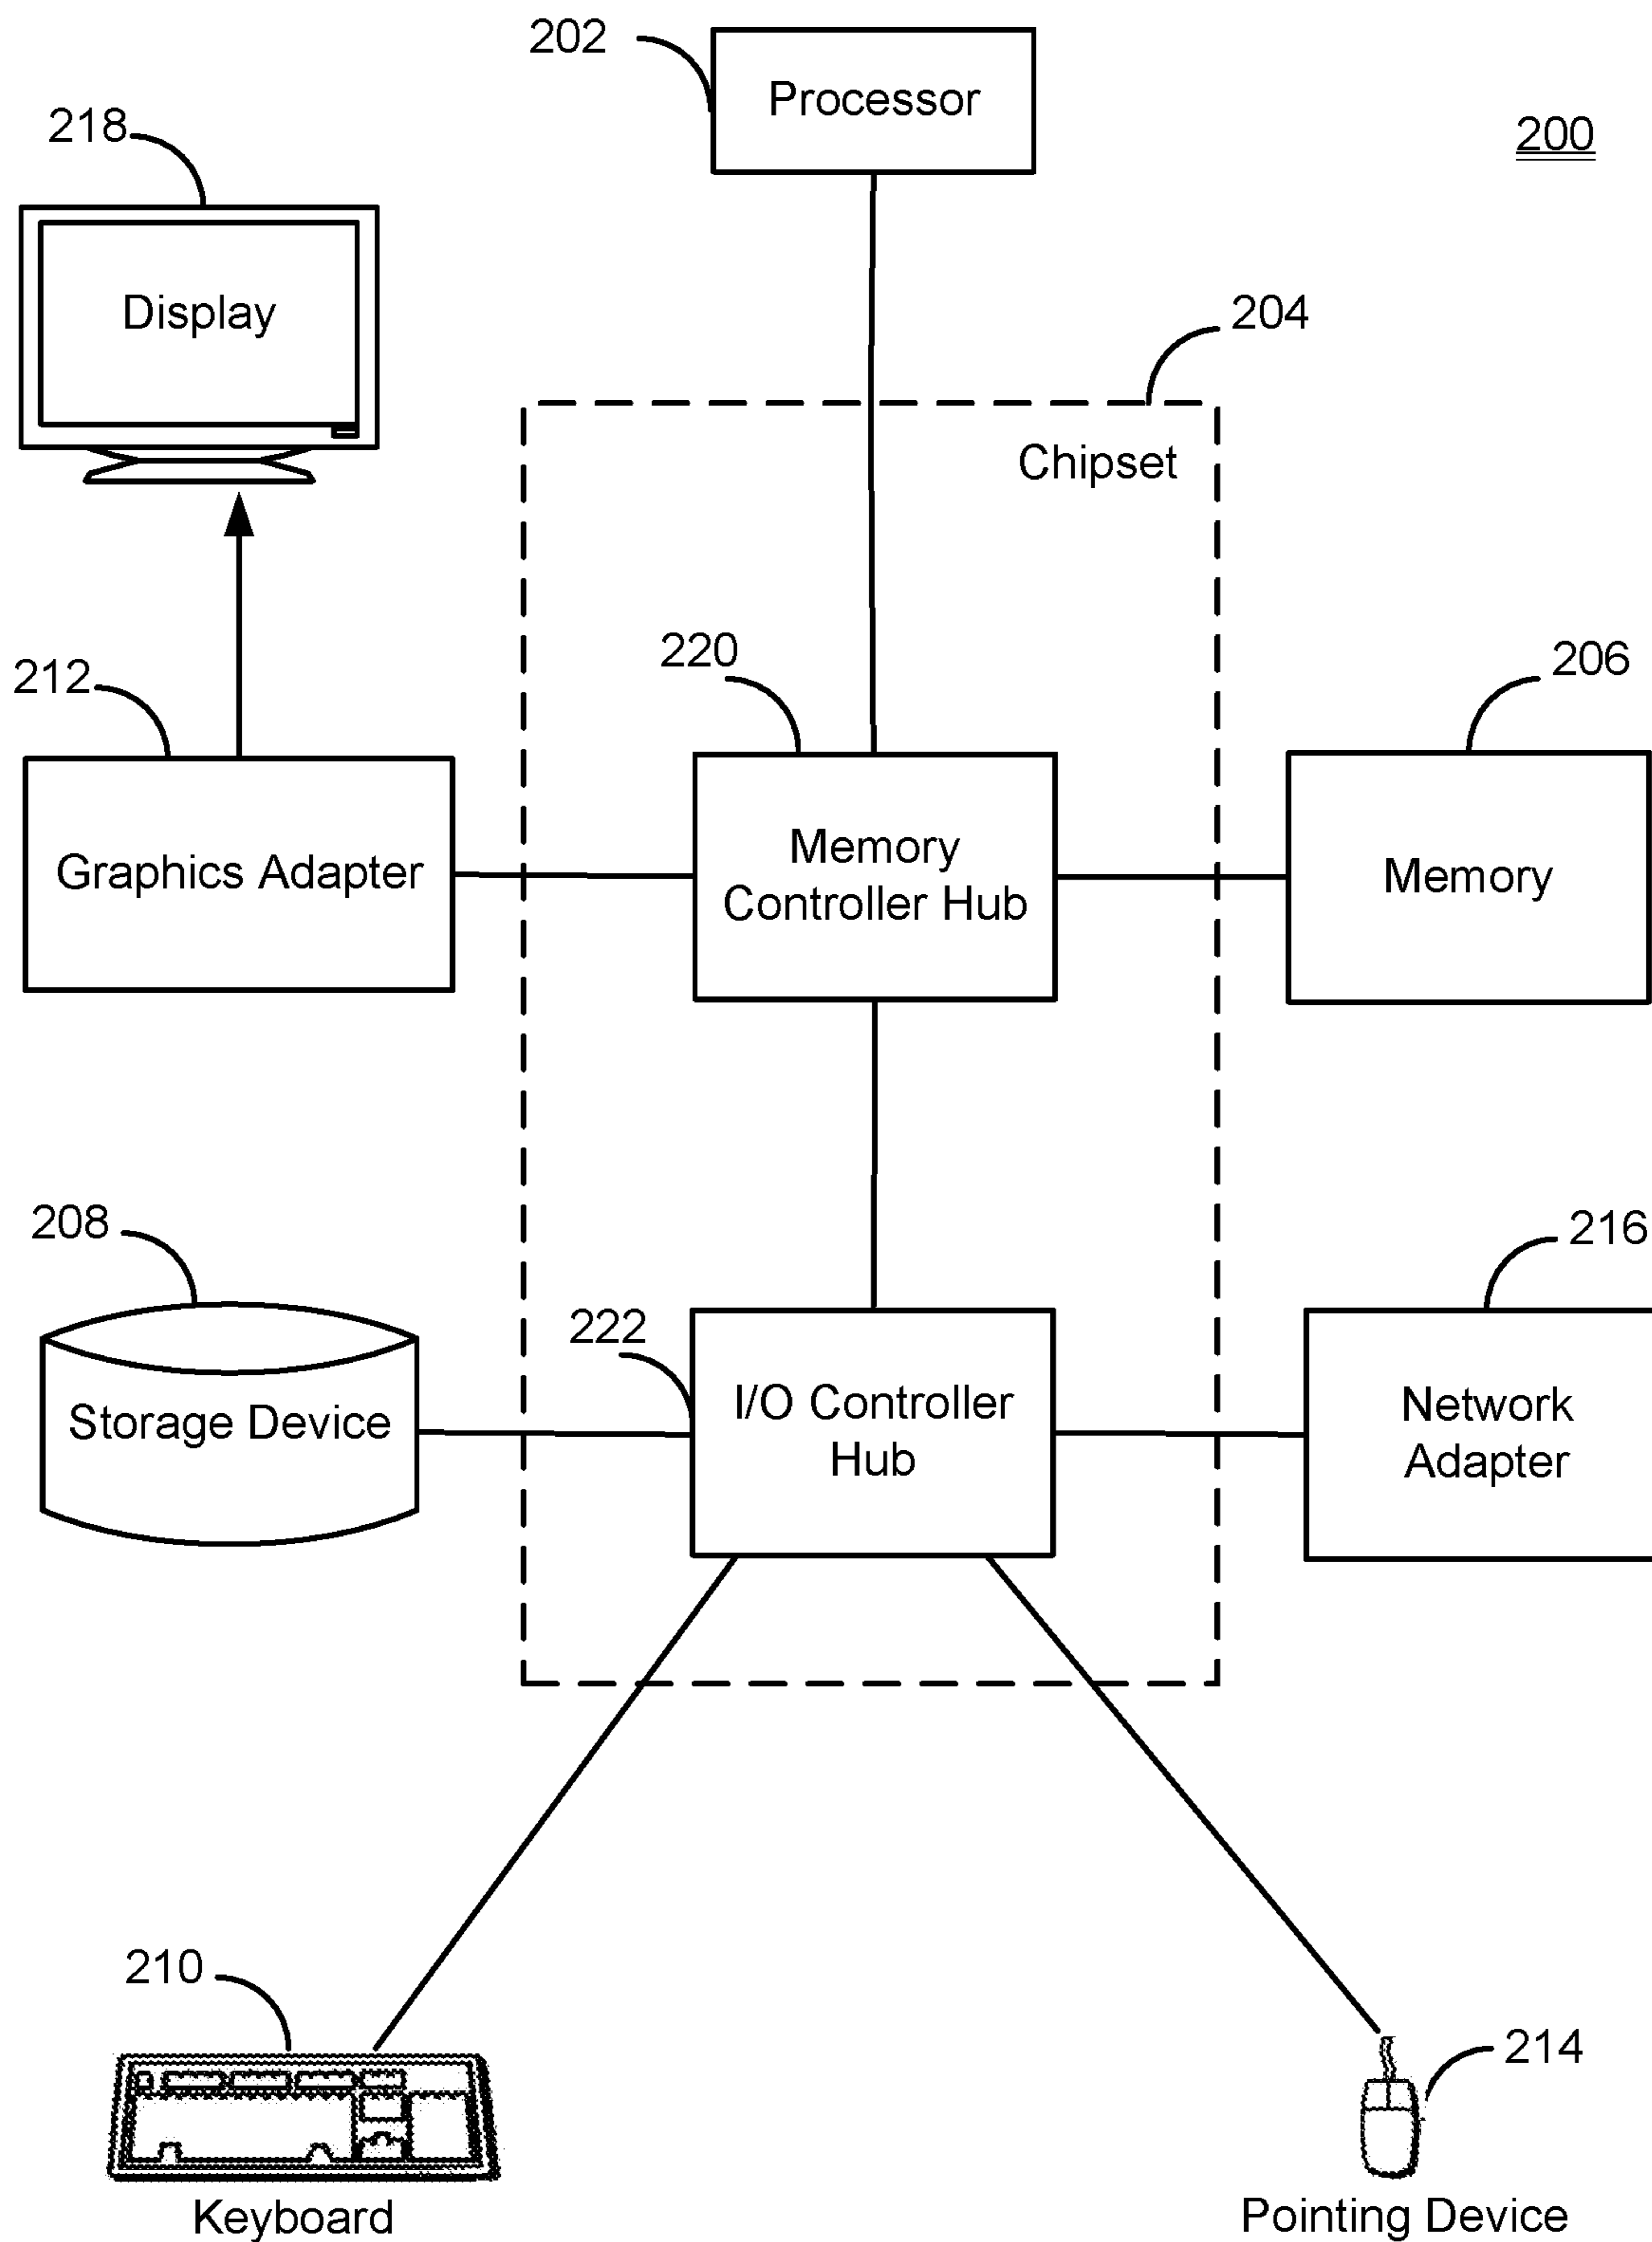 202
Processor
200
218
Display
204
Chipset
220
206
212
Memory
Controller Hub
Graphics Adapter
Memory
208
216
222
I/O Controller
Hub
Storage Device
Network
Adapter
210
214
Keyboard
Pointing Device